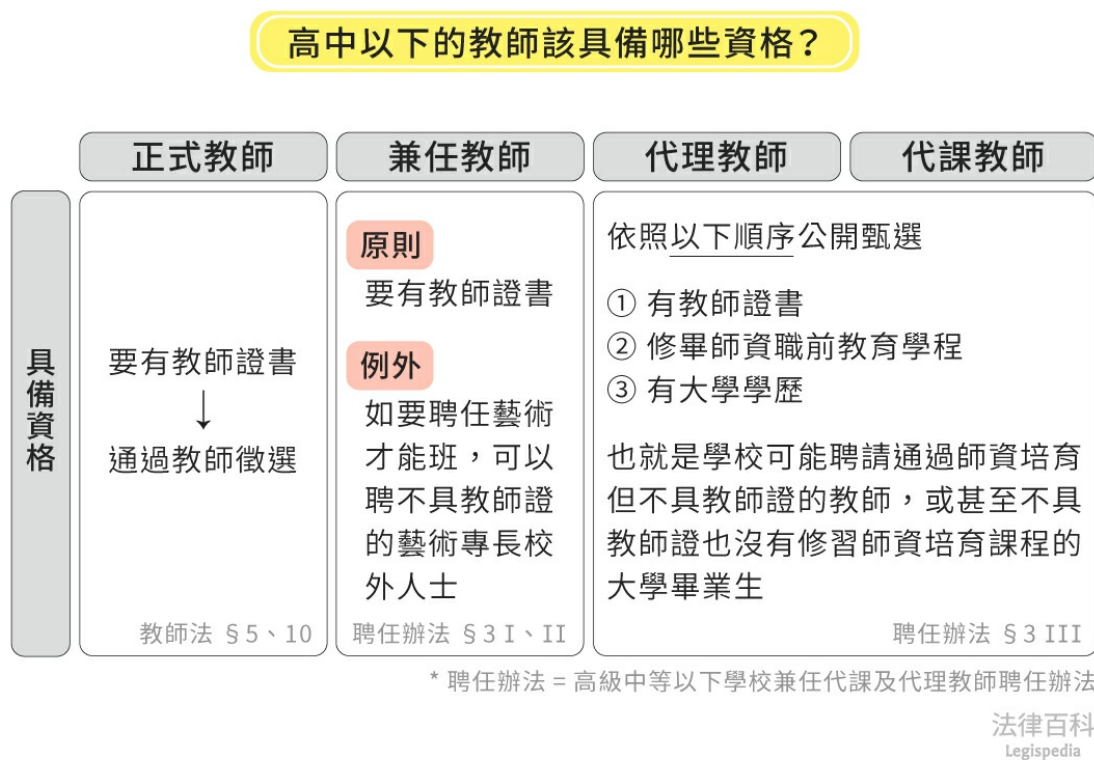 高中以下的教師該具備哪些資格？
正式教師
兼任教師
代理教師
代課教師
具備資格
要有教師證書
↓
通過教師徵選
教師法 §5、10
原則
要有教師證書
例外
如要聘任藝術
才能班，可以
聘不具教師證
的藝術專長校
外人士
聘任辦法 §3 I、II
依照以下順序公開甄選
① 有教師證書
② 修畢師資職前教育學程
③ 有大學學歷
也就是學校可能聘請通過師資培育
但不具教師證的教師，或甚至不具
教師證也沒有修習師資培育課程的
大學畢業生
聘任辦法 §3 III
* 聘任辦法 = 高級中等以下學校兼任代課及代理教師聘任辦法
法律百科
Legispedia